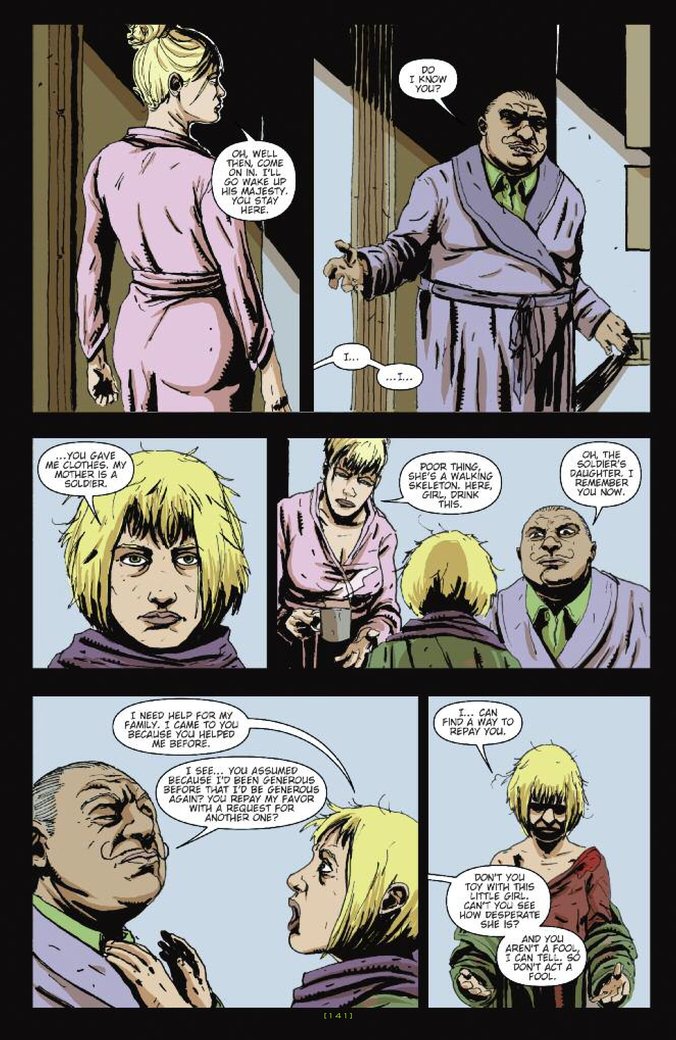 OH, WELL
THEN, COME
ON IN. I'LL
GO WAKE UP
HIS MAJESTY.
YOU STAY
HERE.
DO
I KNOW
YOU?
I...
...I...
...YOU GAVE
ME CLOTHES. MY
MOTHER IS A
SOLDIER.
POOR THING,
SHE'S A WALKING
SKELETON. HERE,
GIRL, DRINK
THIS.
OH, THE
SOLDIER'S
DAUGHTER. I
REMEMBER
YOU NOW.
I NEED HELP FOR MY
FAMILY. I CAME TO YOU
BECAUSE YOU HELPED
ME BEFORE.
I SEE... YOU ASSUMED
BECAUSE I'D BEEN GENEROUS
BEFORE THAT I'D BE GENEROUS
AGAIN? YOU REPAY MY FAVOR
WITH A REQUEST FOR
ANOTHER ONE?
I... CAN
FIND A WAY TO
REPAY YOU.
DON'T YOU
TOY WITH THIS
LITTLE GIRL.
CAN'T YOU SEE
HOW DESPERATE
SHE IS?
AND YOU
AREN'T A FOOL,
I CAN TELL. SO
DON'T ACT A
FOOL.
[141]